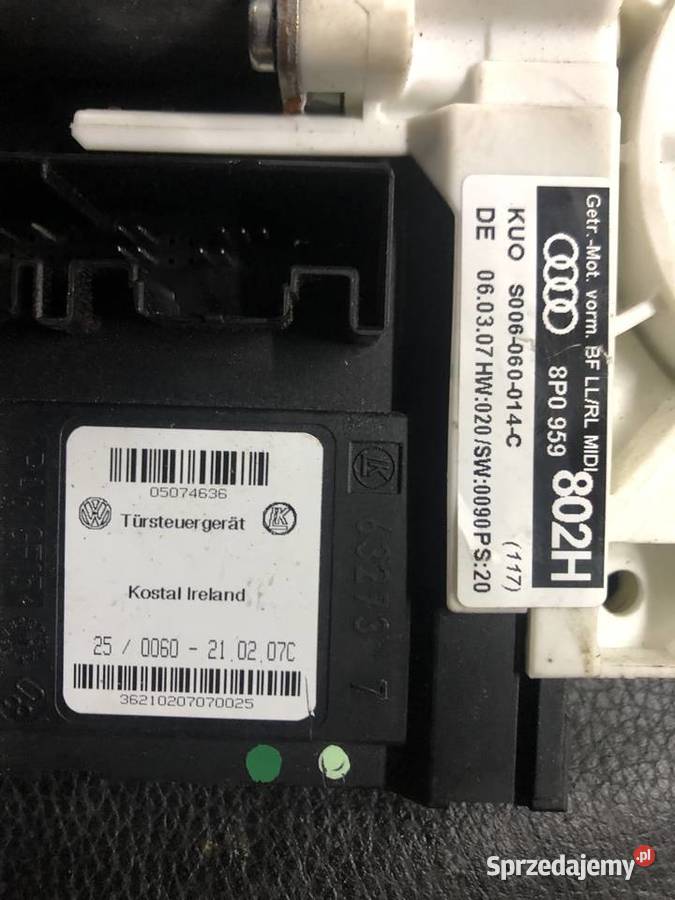 05074636
Türsteuergerät
Kostal Ireland
25 / 0060 - 21.02.07C
36210207070025
Getr.-Mot. vorm. BF LL/RL MIDI
8P0 959
802H
KUO S006-060-014-C (117)
DE 06.03.07 HW:020/SW:0090 PS:20
Sprzedajemy.pl